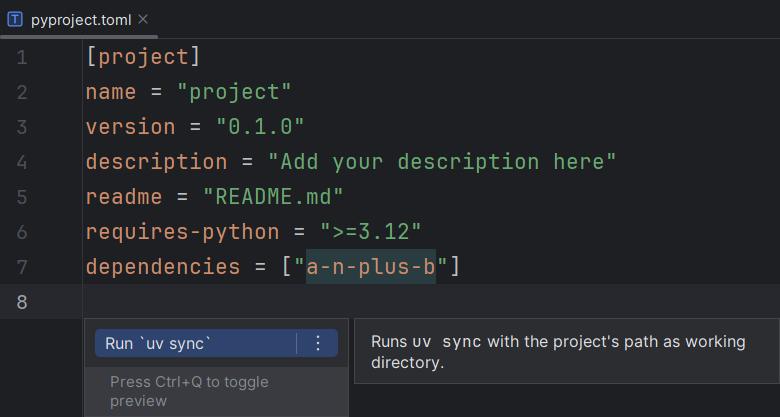 pyproject.toml
1 [project]
2 name = "project"
3 version = "0.1.0"
4 description = "Add your description here"
5 readme = "README.md"
6 requires-python = ">=3.12"
7 dependencies = ["a-n-plus-b"]
8
Run `uv sync`
Press Ctrl+Q to toggle
preview
Runs uv sync with the project's path as working
directory.